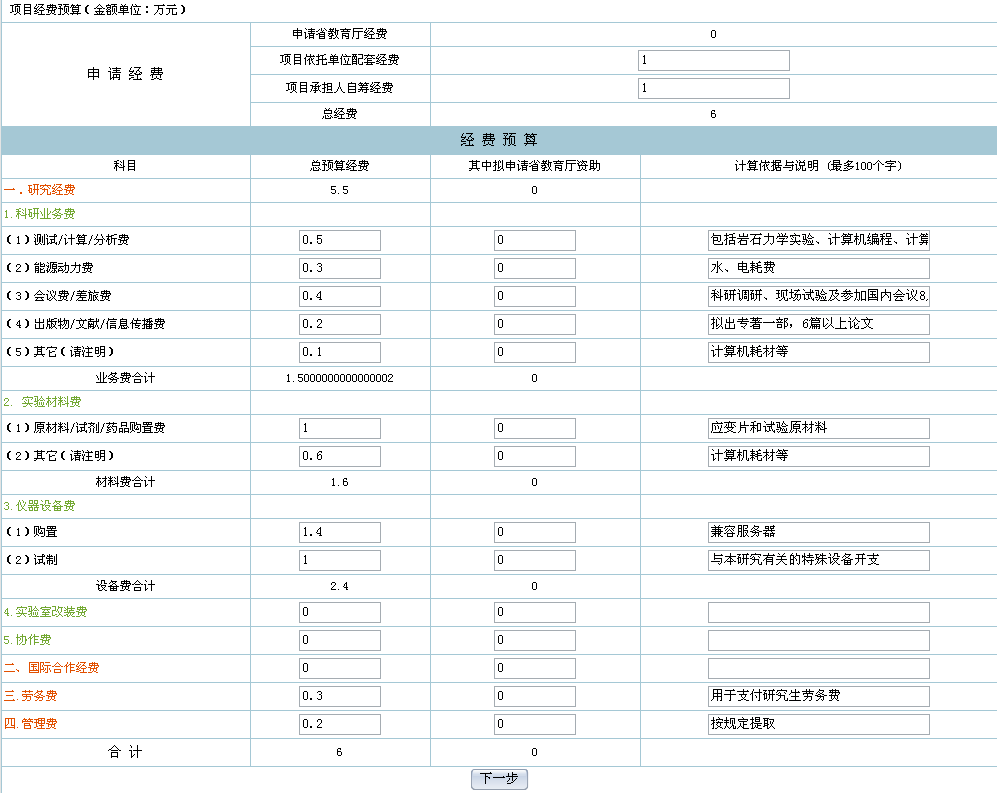 项目经费预算(金额单位：万元)
申 请 经 费
申请省教育厅经费 0
项目依托单位配套经费 1
项目承担人自筹经费 1
总经费 6
经 费 预 算
科目 总预算经费 其中拟申请省教育厅资助 计算依据与说明 (最多100个字)
一．研究经费 5.5 0
1.科研业务费
(1)测试/计算/分析费 0.5 0 包括岩石力学实验、计算机编程、计算
(2)能源动力费 0.3 0 水、电耗费
(3)会议费/差旅费 0.4 0 科研调研、现场试验及参加国内会议8,
(4)出版物/文献/信息传播费 0.2 0 拟出专著一部，6篇以上论文
(5)其它(请注明) 0.1 0 计算机耗材等
业务费合计 1.5000000000000002 0
2. 实验材料费
(1)原材料/试剂/药品购置费 1 0 应变片和试验原材料
(2)其它(请注明) 0.6 0 计算机耗材等
材料费合计 1.6 0
3.仪器设备费
(1)购置 1.4 0 兼容服务器
(2)试制 1 0 与本研究有关的特殊设备开支
设备费合计 2.4 0
4.实验室改装费 0 0
5.协作费 0 0
二、国际合作经费 0 0
三.劳务费 0.3 0 用于支付研究生劳务费
四.管理费 0.2 0 按规定提取
合 计 6 0
下一步